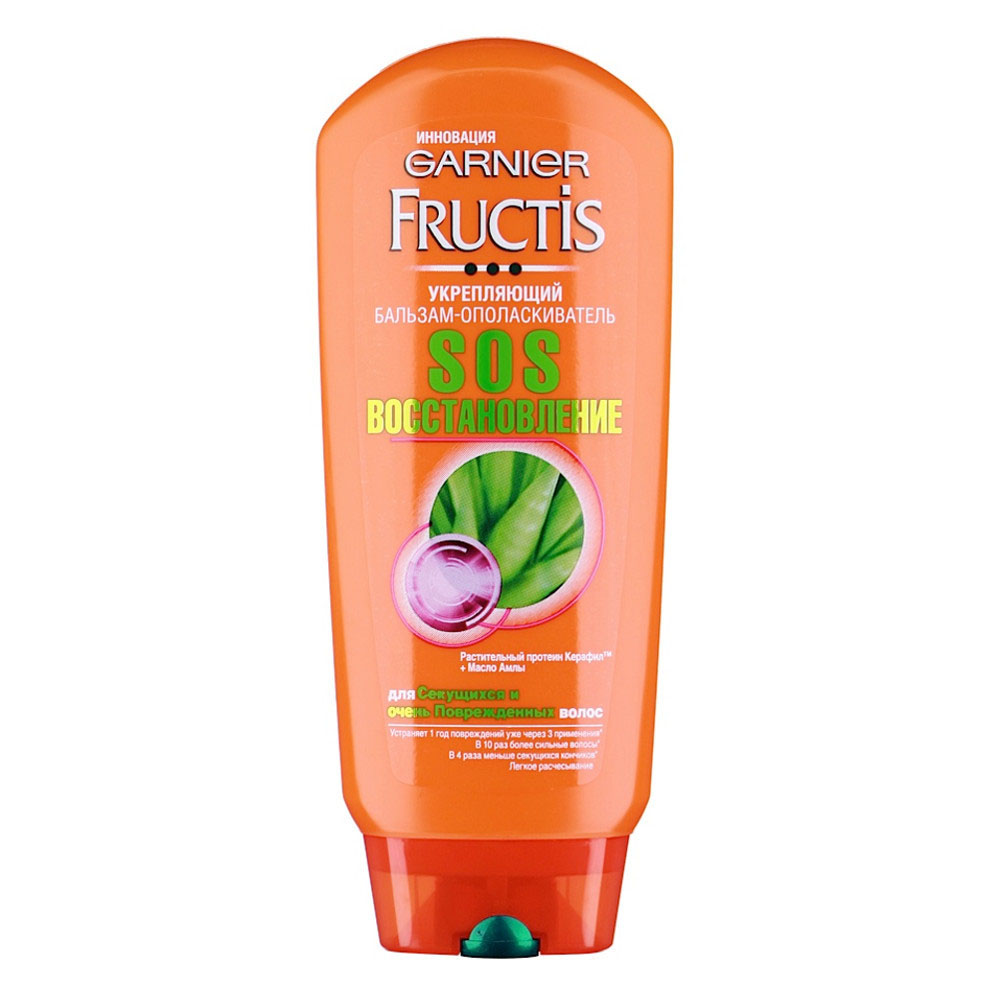 ИННОВАЦИЯ
GARNIER
FRUCTIS
УКРЕПЛЯЮЩИЙ
БАЛЬЗАМ-ОПОЛАСКИВАТЕЛЬ
SOS
ВОССТАНОВЛЕНИЕ
Растительный протеин Керафил™
+ Масло Амлы
для Секущихся и
очень Поврежденных волос
Устраняет 1 год повреждений уже через 3 применения*
В 10 раз более сильные волосы*
В 4 раза меньше секущихся кончиков*
Легкое расчесывание